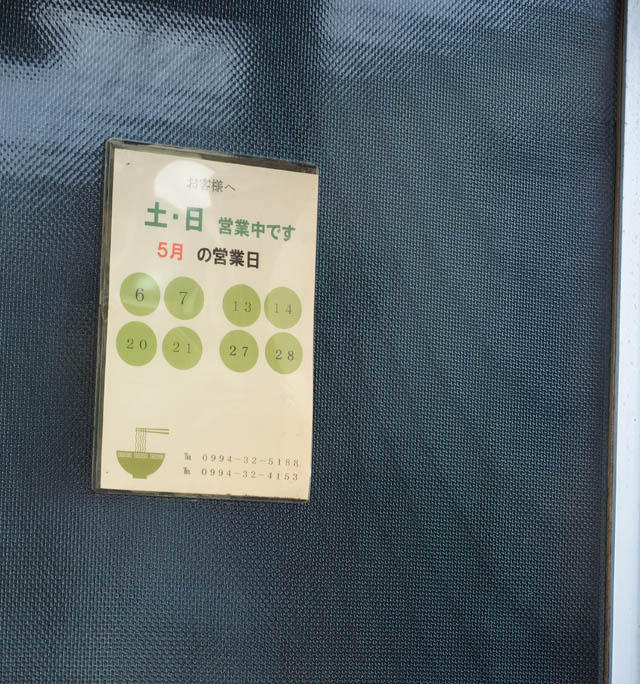 お客様へ
土・日 営業中です
5月 の営業日
6 7 13 14
20 21 27 28
℡ 0994-32-5188
℡ 0994-32-4153